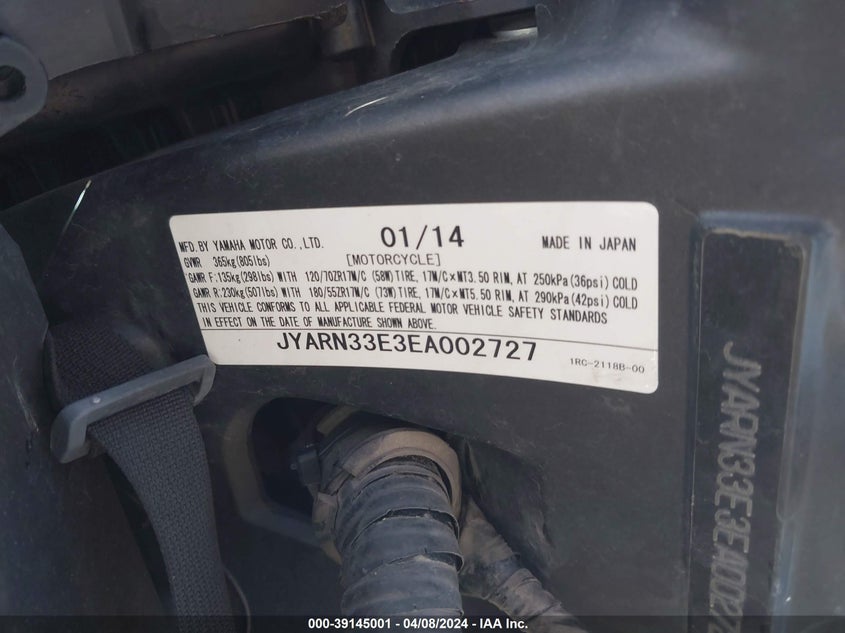 MFD.BY YAMAHA MOTOR CO.,LTD. 01/14 MADE IN JAPAN
GVWR 365kg(805lbs) [MOTORCYCLE]
GAWR F:135kg(298lbs)WITH 120/70ZR17M/C (58W)TIRE, 17M/C×MT3.50 RIM, AT 250kPa(36psi)COLD
GAWR R:230kg(507lbs)WITH 180/55ZR17M/C (73W)TIRE, 17M/C×MT5.50 RIM, AT 290kPa(42psi)COLD
THIS VEHICLE CONFORMS TO ALL APPLICABLE FEDERAL MOTOR VEHICLE SAFETY STANDARDS
IN EFFECT ON THE DATE OF MANUFACTURE SHOWN ABOVE.
JYARN33E3EA002727 1RC-2118B-00
JYARN33E3EA0027
000-39145001 - 04/08/2024 - IAA Inc.